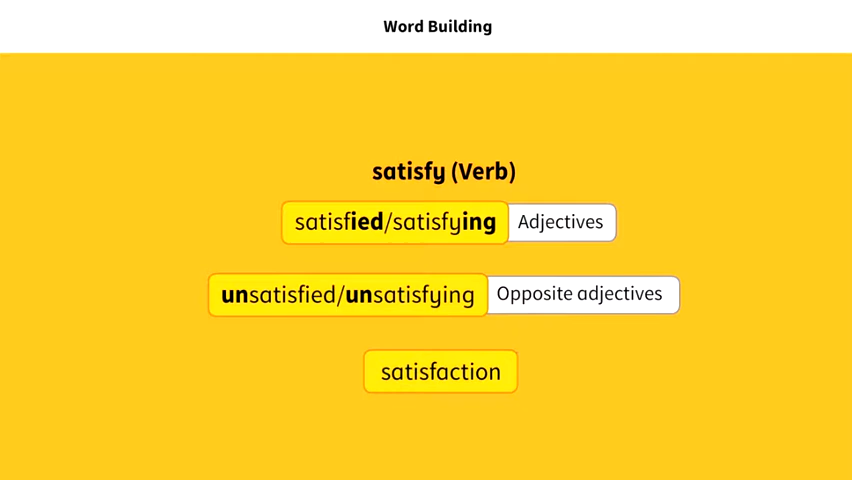 Word Building
satisfy (Verb)
satisfied/satisfying Adjectives
unsatisfied/unsatisfying Opposite adjectives
satisfaction